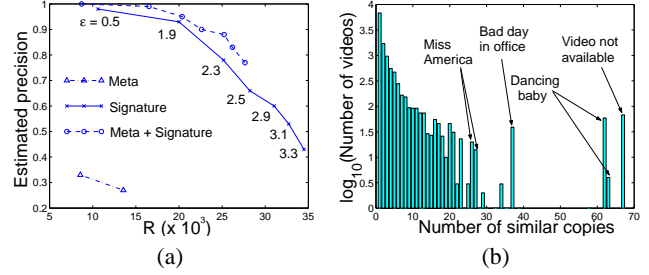 Estimated precision
1
0.9
0.8
0.7
0.6
0.5
0.4
0.3
0.2
ε = 0.5
1.9
2.3
2.5
2.9
3.1
3.3
Meta
Signature
Meta + Signature
5 10 15 20 25 30 35
R (x 10³)
(a)
log₁₀(Number of videos)
4
3.5
3
2.5
2
1.5
1
0.5
0
Miss
America
Bad day
in office
Dancing
baby
Video not
available
0 10 20 30 40 50 60 70
Number of similar copies
(b)